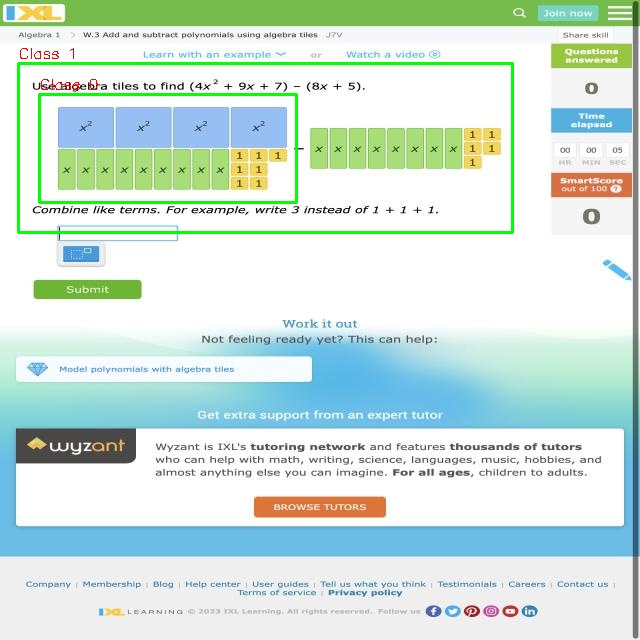 IXL
Join now
Algebra 1 > W.3 Add and subtract polynomials using algebra tiles J7V
Share skill
Class 1
Learn with an example or Watch a video
Questions answered
0
Class 0
Use algebra tiles to find (4x² + 9x + 7) – (8x + 5).
x² x² x² x²
x x x x x x x x x 1 1 1 1 1 1 1 – x x x x x x x x 1 1 1 1 1
Time elapsed
00 00 05
HR MIN SEC
SmartScore
out of 100 ?
0
Combine like terms. For example, write 3 instead of 1 + 1 + 1.
Submit
Work it out
Not feeling ready yet? This can help:
Model polynomials with algebra tiles
Get extra support from an expert tutor
wyzant
Wyzant is IXL's tutoring network and features thousands of tutors
who can help with math, writing, science, languages, music, hobbies, and
almost anything else you can imagine. For all ages, children to adults.
BROWSE TUTORS
Company | Membership | Blog | Help center | User guides | Tell us what you think | Testimonials | Careers | Contact us |
Terms of service | Privacy policy
IXL LEARNING © 2023 IXL Learning. All rights reserved. Follow us